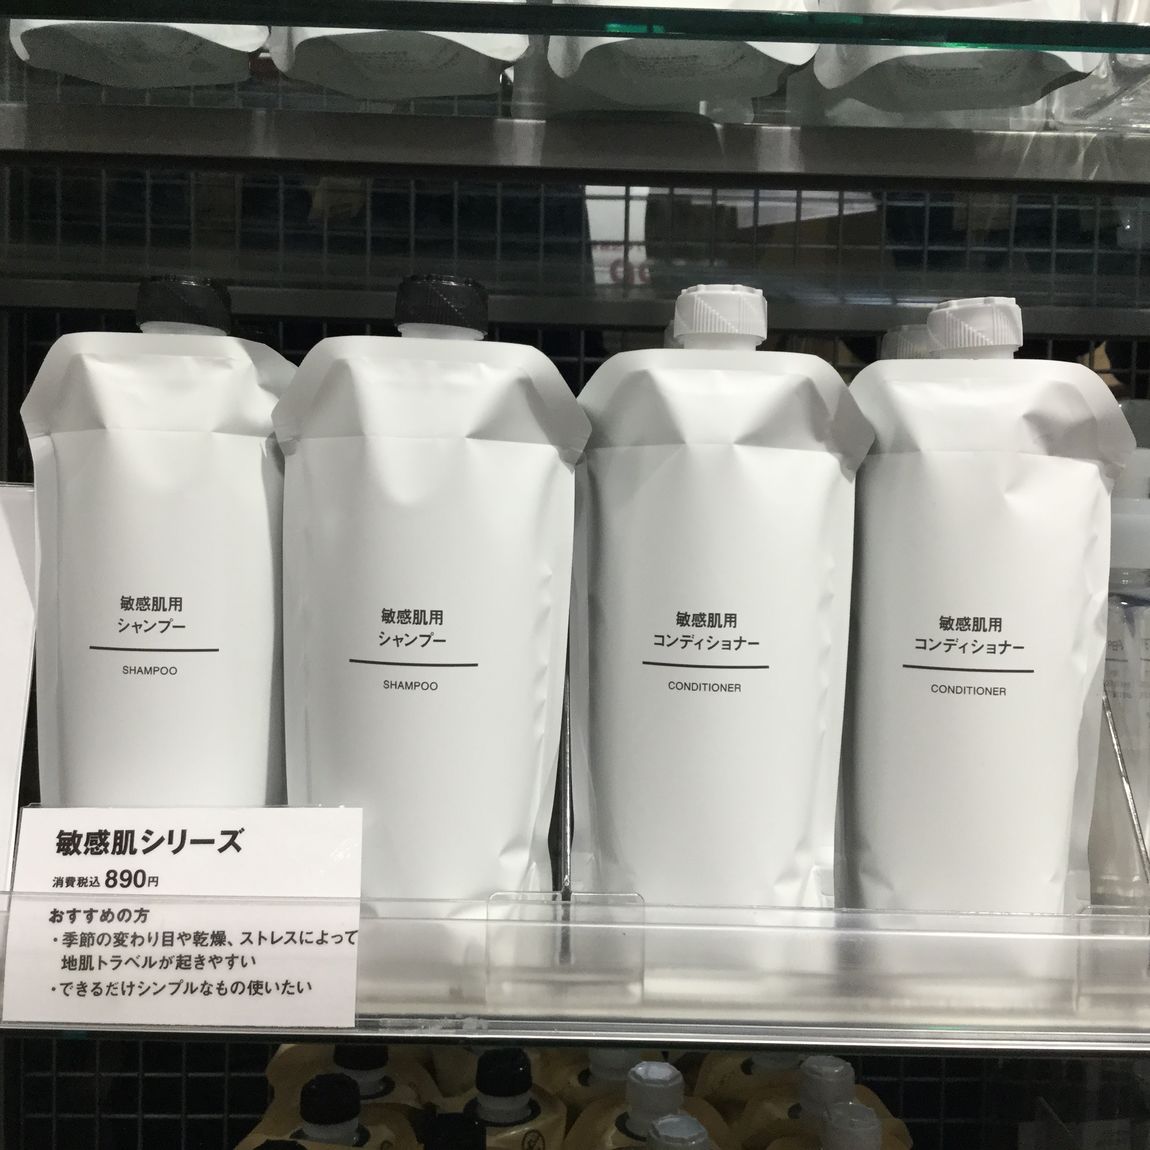 敏感肌用
シャンプー
SHAMPOO
敏感肌用
シャンプー
SHAMPOO
敏感肌用
コンディショナー
CONDITIONER
敏感肌用
コンディショナー
CONDITIONER
敏感肌シリーズ
消費税込890円
おすすめの方
・季節の変わり目や乾燥、ストレスによって
地肌トラベルが起きやすい
・できるだけシンプルなもの使いたい